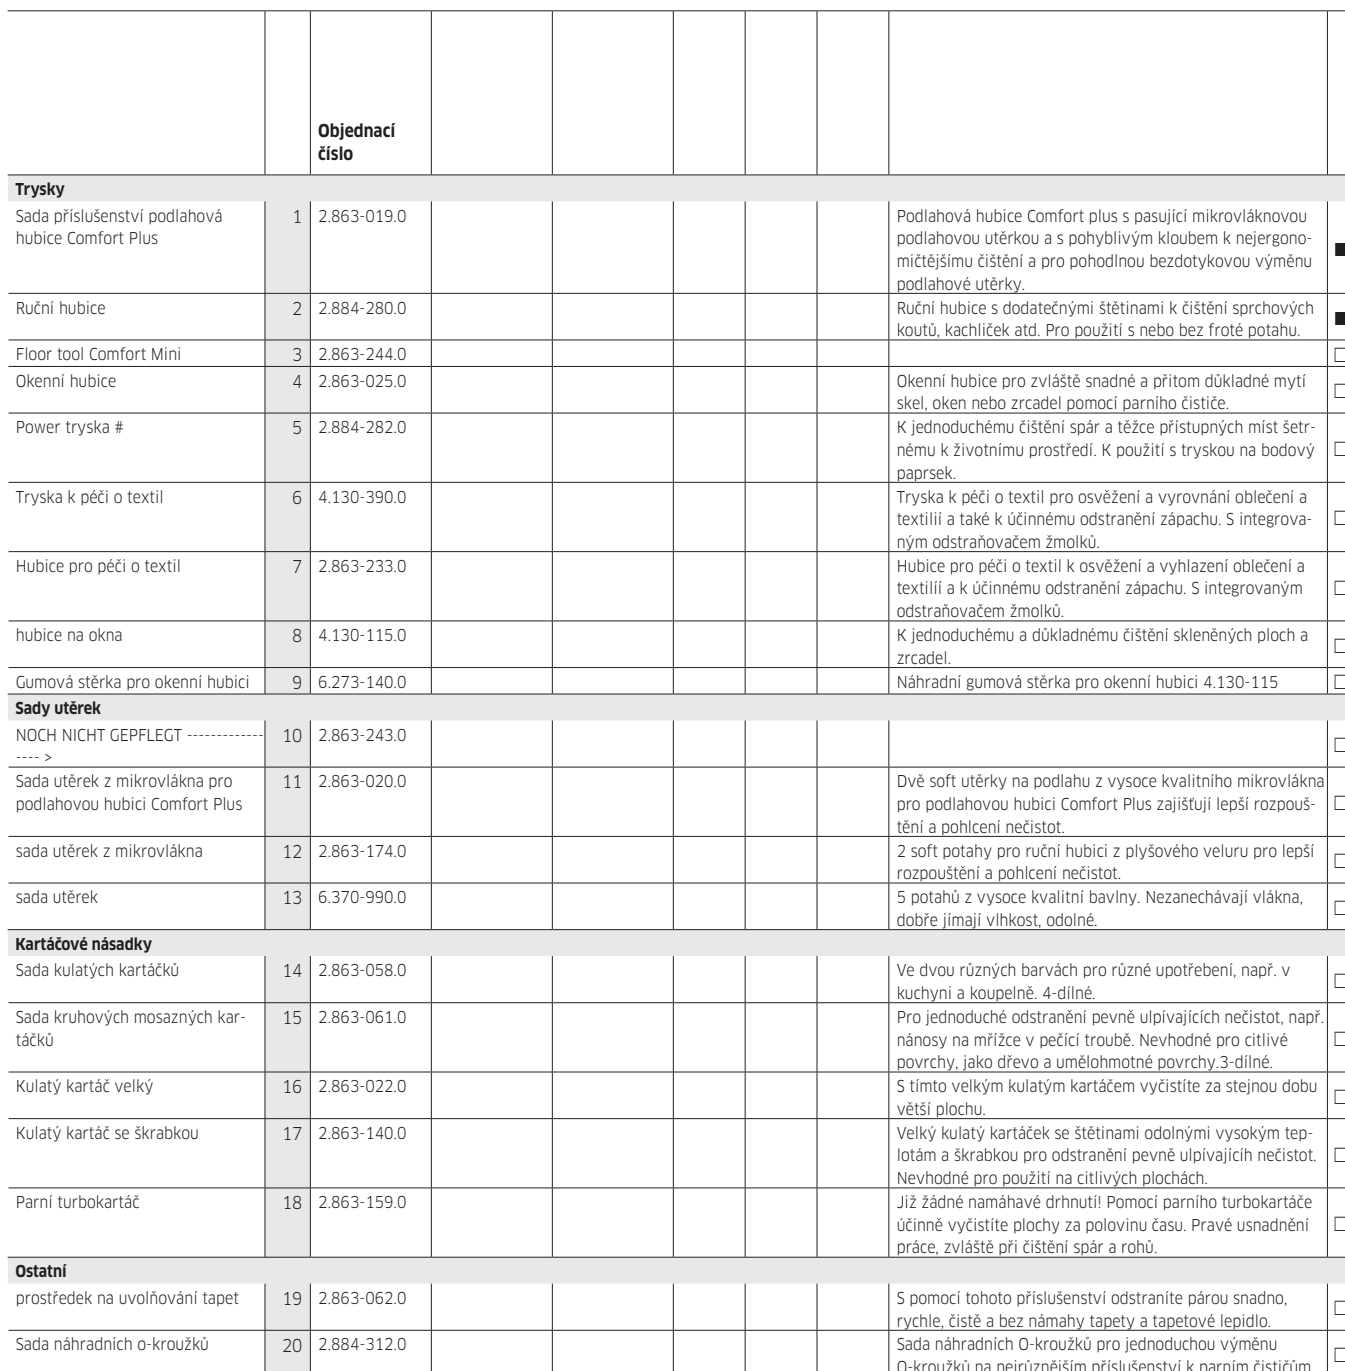 Objednací
číslo
Trysky
Sada příslušenství podlahová
hubice Comfort Plus
1
2.863-019.0
Podlahová hubice Comfort plus s pasující mikrovláknovou
podlahovou utěrkou a s pohyblivým kloubem k nejergono-
mičtějšímu čištění a pro pohodlnou bezdotykovou výměnu
podlahové utěrky.
■
Ruční hubice
2
2.884-280.0
Ruční hubice s dodatečnými štětinami k čištění sprchových
koutů, kachliček atd. Pro použití s nebo bez froté potahu.
■
Floor tool Comfort Mini
3
2.863-244.0
□
Okenní hubice
4
2.863-025.0
Okenní hubice pro zvláště snadné a přitom důkladné mytí
skel, oken nebo zrcadel pomocí parního čističe.
□
Power tryska #
5
2.884-282.0
K jednoduchému čištění spár a těžce přístupných míst šetr-
nému k životnímu prostředí. K použití s tryskou na bodový
paprsek.
□
Tryska k péči o textil
6
4.130-390.0
Tryska k péči o textil pro osvěžení a vyrovnání oblečení a
textilií a také k účinnému odstranění zápachu. S integrova-
ným odstraňovačem žmolků.
□
Hubice pro péči o textil
7
2.863-233.0
Hubice pro péči o textil k osvěžení a vyhlazení oblečení a
textilíí a k účinnému odstranění zápachu. S integrovaným
odstraňovačem žmolků.
□
hubice na okna
8
4.130-115.0
K jednoduchému a důkladnému čištění skleněných ploch a
zrcadel.
□
Gumová stěrka pro okenní hubici
9
6.273-140.0
Náhradní gumová stěrka pro okenní hubici 4.130-115
□
Sady utěrek
NOCH NICHT GEPFLEGT -------------
---- >
10
2.863-243.0
□
Sada utěrek z mikrovlákna pro
podlahovou hubici Comfort Plus
11
2.863-020.0
Dvě soft utěrky na podlahu z vysoce kvalitního mikrovlákna
pro podlahovou hubici Comfort Plus zajišťují lepší rozpouš-
tění a pohlcení nečistot.
□
sada utěrek z mikrovlákna
12
2.863-174.0
2 soft potahy pro ruční hubici z plyšového veluru pro lepší
rozpouštění a pohlcení nečistot.
□
sada utěrek
13
6.370-990.0
5 potahů z vysoce kvalitní bavlny. Nezanechávají vlákna,
dobře jímají vlhkost, odolné.
□
Kartáčové násadky
Sada kulatých kartáčků
14
2.863-058.0
Ve dvou různých barvách pro různé upotřebení, např. v
kuchyni a koupelně. 4-dílné.
□
Sada kruhových mosazných kar-
táčků
15
2.863-061.0
Pro jednoduché odstranění pevně ulpívajících nečistot, např.
nánosy na mřížce v pečící troubě. Nevhodné pro citlivé
povrchy, jako dřevo a umělohmotné povrchy.3-dílné.
□
Kulatý kartáč velký
16
2.863-022.0
S tímto velkým kulatým kartáčem vyčistíte za stejnou dobu
větší plochu.
□
Kulatý kartáč se škrabkou
17
2.863-140.0
Velký kulatý kartáček se štětinami odolnými vysokým tep-
lotám a škrabkou pro odstranění pevně ulpívajícíh nečistot.
Nevhodné pro použití na citlivých plochách.
□
Parní turbokartáč
18
2.863-159.0
Již žádné namáhavé drhnutí! Pomocí parního turbokartáče
účinně vyčistíte plochy za polovinu času. Pravé usnadnění
práce, zvláště při čištění spár a rohů.
□
Ostatní
prostředek na uvolňování tapet
19
2.863-062.0
S pomocí tohoto příslušenství odstraníte párou snadno,
rychle, čistě a bez námahy tapety a tapetové lepidlo.
□
Sada náhradních o-kroužků
20
2.884-312.0
Sada náhradních O-kroužků pro jednoduchou výměnu
O-kroužků na nejrůznějším příslušenství k parním čističům.
□